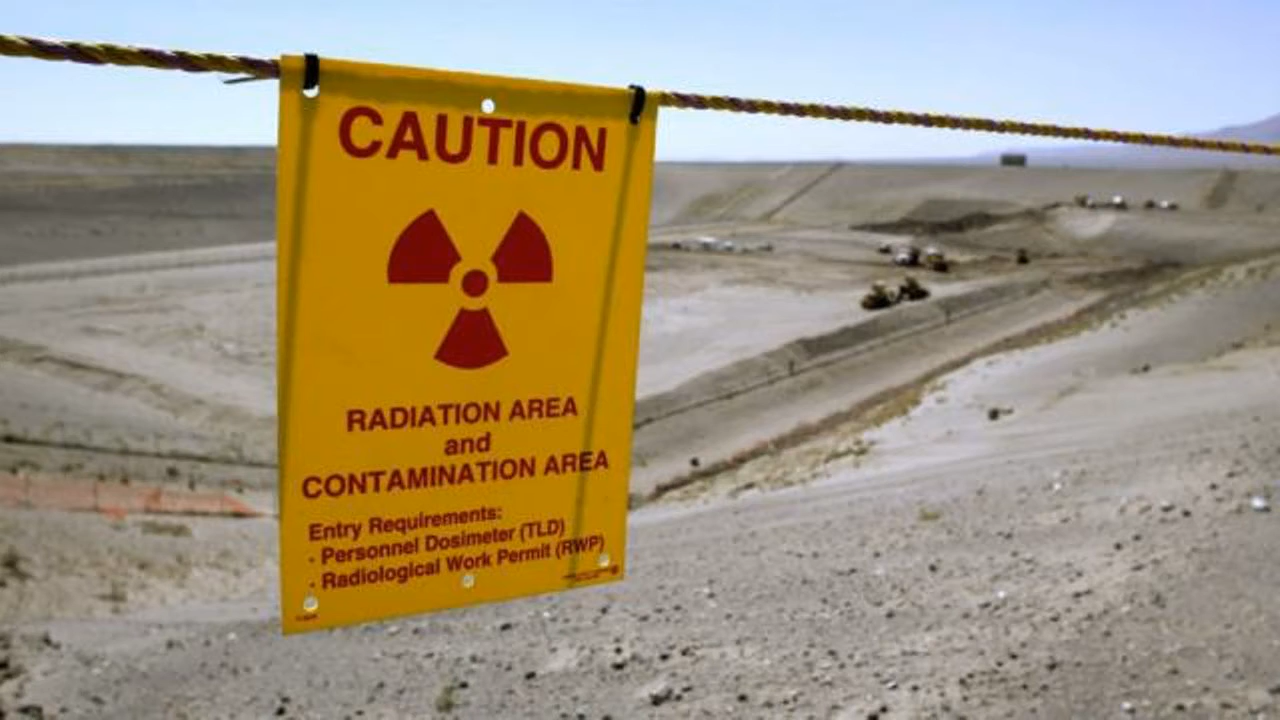 CAUTION
RADIATION AREA
and
CONTAMINATION AREA
Entry Requirements:
- Personnel Dosimeter (TLD)
- Radiological Work Permit (RWP)